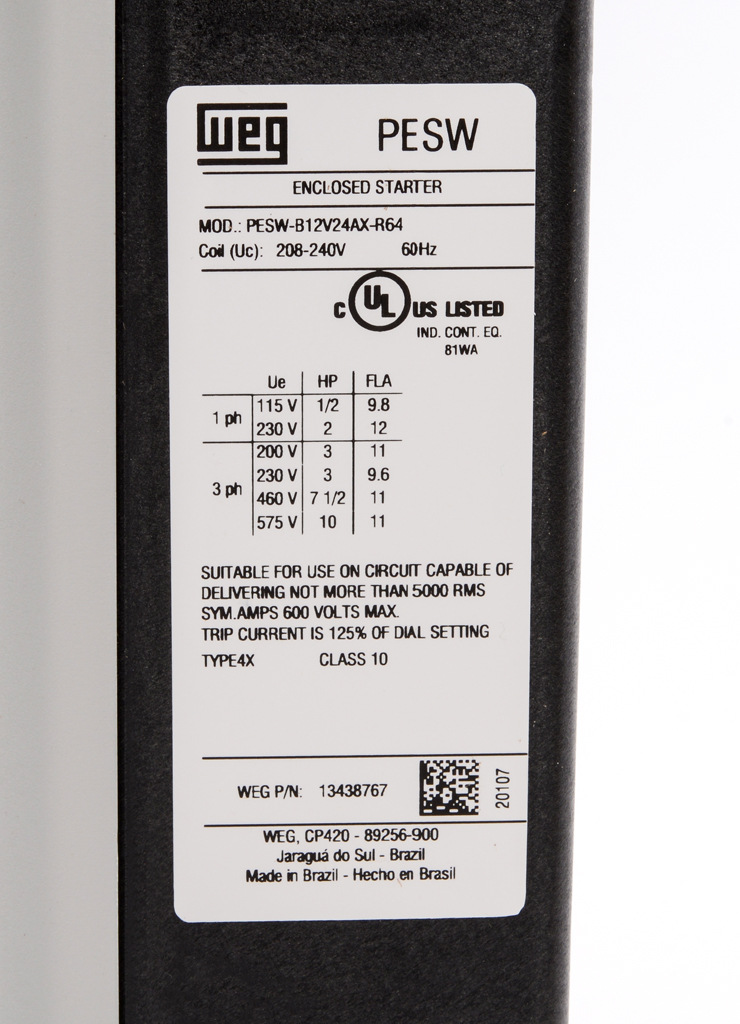 WEG PESW
ENCLOSED STARTER
MOD.: PESW-B12V24AX-R64
Coil (Uc): 208-240V 60Hz
C UL US LISTED
IND. CONT. EQ.
81WA
Ue HP FLA
1 ph 115 V 1/2 9.8
230 V 2 12
3 ph 200 V 3 11
230 V 3 9.6
460 V 7 1/2 11
575 V 10 11
SUITABLE FOR USE ON CIRCUIT CAPABLE OF
DELIVERING NOT MORE THAN 5000 RMS
SYM.AMPS 600 VOLTS MAX.
TRIP CURRENT IS 125% OF DIAL SETTING
TYPE4X CLASS 10
WEG P/N: 13438767 20107
WEG, CP420 - 89256-900
Jaraguá do Sul - Brazil
Made in Brazil - Hecho en Brasil